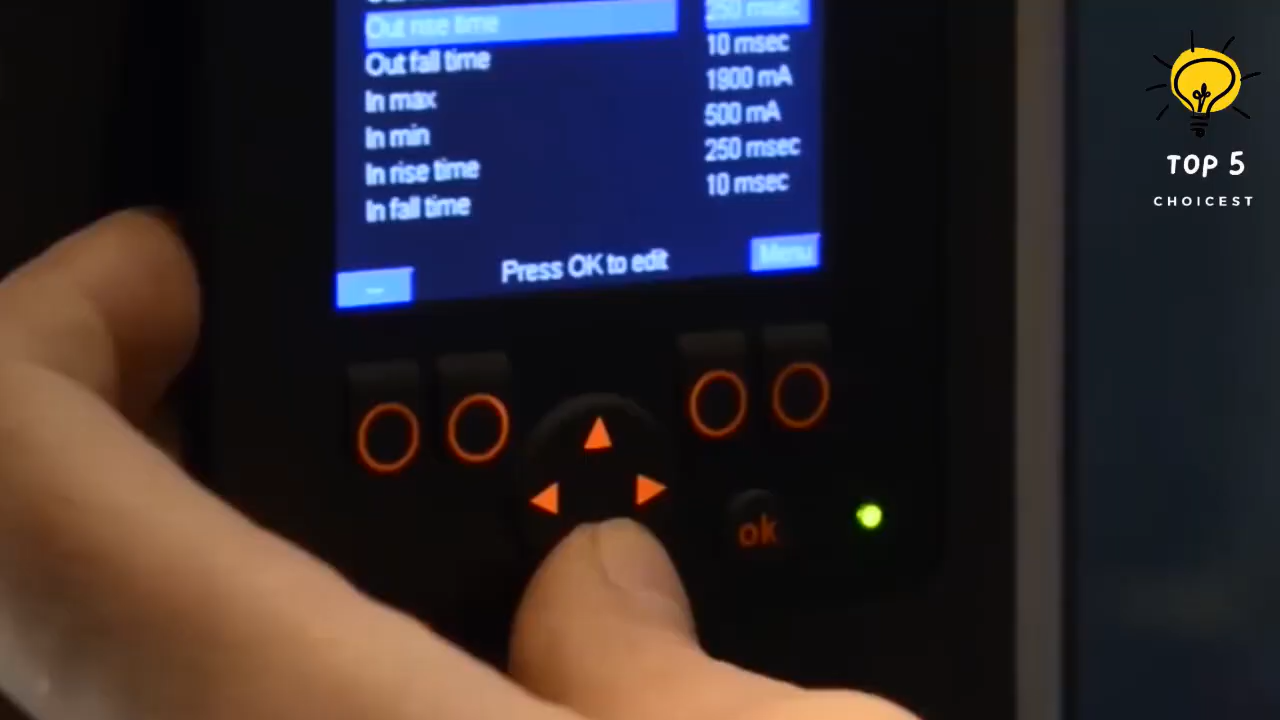 Out rise time 250 msec
Out fall time 10 msec
In max 1900 mA
In min 500 mA
In rise time 250 msec
In fall time 10 msec
Press OK to edit
Menu
ok
TOP 5
CHOICEST